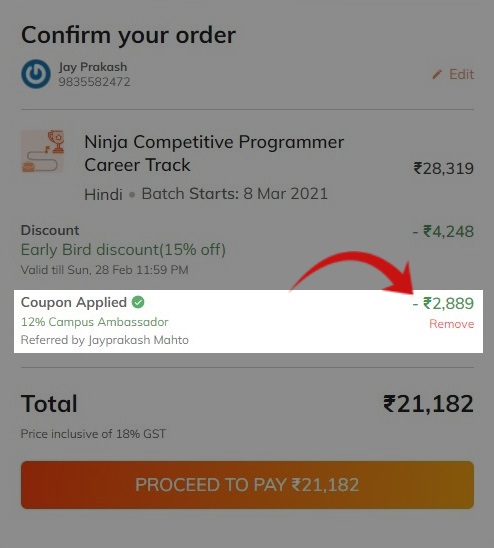 Confirm your order
Jay Prakash
9835582472
Edit
Ninja Competitive Programmer
Career Track
₹28,319
Hindi • Batch Starts: 8 Mar 2021
Discount
- ₹4,248
Early Bird discount(15% off)
Valid till Sun, 28 Feb 11:59 PM
Coupon Applied
- ₹2,889
12% Campus Ambassador
Remove
Referred by Jayprakash Mahto
Total
₹21,182
Price inclusive of 18% GST
PROCEED TO PAY ₹21,182